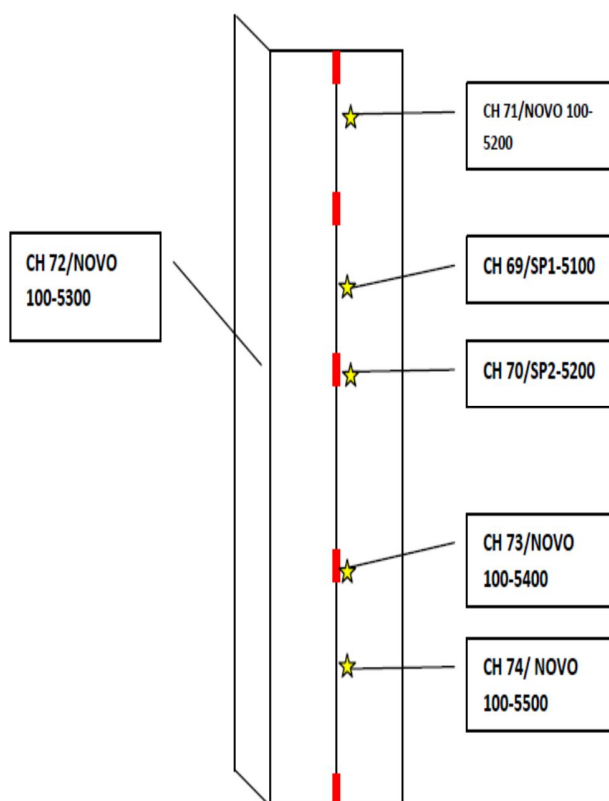 CH 71/NOVO 100-
5200
CH 72/NOVO
100-5300
CH 69/SP1-5100
CH 70/SP2-5200
CH 73/NOVO
100-5400
CH 74/ NOVO
100-5500